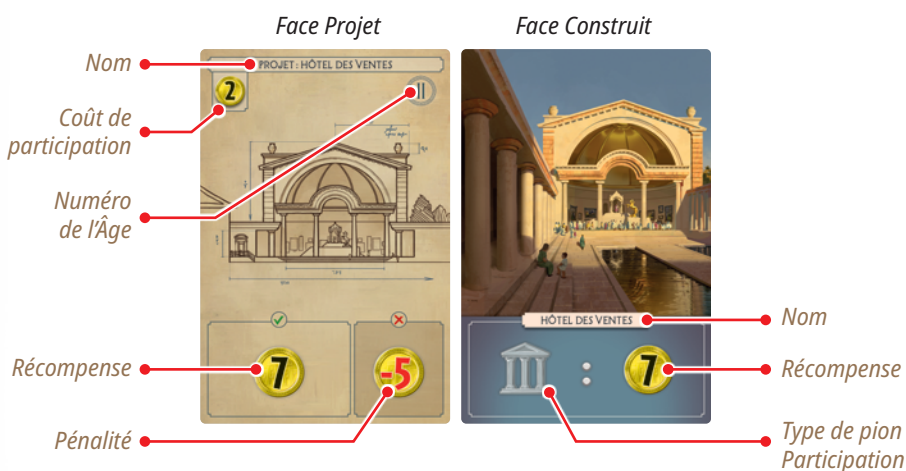 Face Projet
Face Construit
Nom
PROJET : HÔTEL DES VENTES
2
II
Coût de
participation
Numéro
de l'Âge
HÔTEL DES VENTES
Nom
Récompense
7
-5
:
7
Récompense
Pénalité
Type de pion
Participation